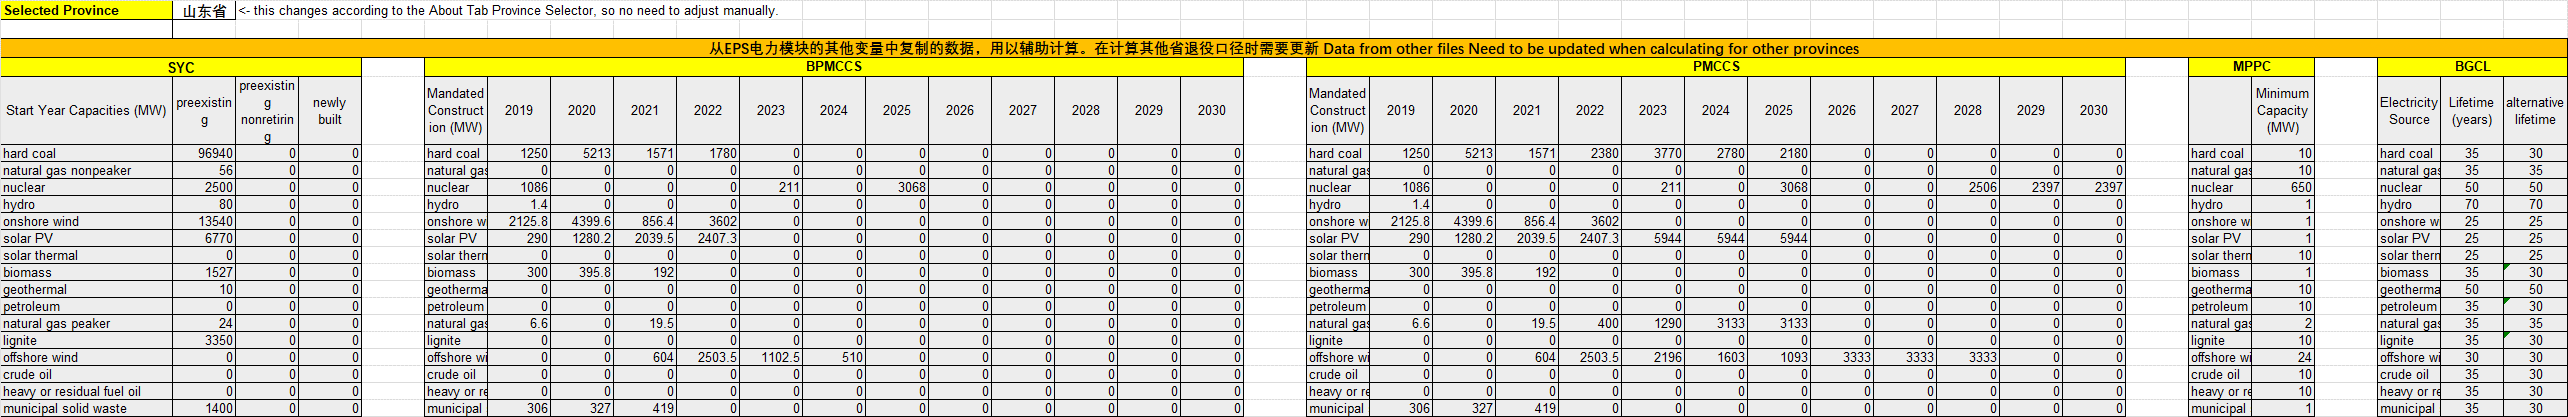 Selected Province 山东省 <- this changes according to the About Tab Province Selector, so no need to adjust manually.
从EPS电力模块的其他变量中复制的数据，用以辅助计算。在计算其他省退役口径时需要更新 Data from other files Need to be updated when calculating for other provinces
SYC BPMCCS PMCCS MPPC BGCL
Start Year Capacities (MW) preexisting preexisting nonretiring newly built Mandated Construction (MW) 2019 2020 2021 2022 2023 2024 2025 2026 2027 2028 2029 2030 Mandated Construction (MW) 2019 2020 2021 2022 2023 2024 2025 2026 2027 2028 2029 2030 Minimum Capacity (MW) Electricity Source Lifetime (years) alternative lifetime
hard coal 96940 0 0 hard coal 1250 5213 1571 1780 0 0 0 0 0 0 0 0 hard coal 1250 5213 1571 2380 3770 2780 2180 0 0 0 0 0 hard coal 10 hard coal 35 30
natural gas nonpeaker 56 0 0 natural gas 0 0 0 0 0 0 0 0 0 0 0 0 natural gas 0 0 0 0 0 0 0 0 0 0 0 0 natural gas 10 natural gas 35 35
nuclear 2500 0 0 nuclear 1086 0 0 0 211 0 3068 0 0 0 0 0 nuclear 1086 0 0 0 211 0 3068 0 0 2506 2397 2397 nuclear 650 nuclear 50 50
hydro 80 0 0 hydro 1.4 0 0 0 0 0 0 0 0 0 0 0 hydro 1.4 0 0 0 0 0 0 0 0 0 0 0 hydro 1 hydro 70 70
onshore wind 13540 0 0 onshore w 2125.8 4399.6 856.4 3602 0 0 0 0 0 0 0 0 onshore w 2125.8 4399.6 856.4 3602 0 0 0 0 0 0 0 0 onshore w 1 onshore w 25 25
solar PV 6770 0 0 solar PV 290 1280.2 2039.5 2407.3 0 0 0 0 0 0 0 0 solar PV 290 1280.2 2039.5 2407.3 5944 5944 5944 0 0 0 0 0 solar PV 1 solar PV 25 25
solar thermal 0 0 0 solar therm 0 0 0 0 0 0 0 0 0 0 0 0 solar therm 0 0 0 0 0 0 0 0 0 0 0 0 solar therm 10 solar therm 25 25
biomass 1527 0 0 biomass 300 395.8 192 0 0 0 0 0 0 0 0 0 biomass 300 395.8 192 0 0 0 0 0 0 0 0 0 biomass 1 biomass 35 30
geothermal 10 0 0 geotherma 0 0 0 0 0 0 0 0 0 0 0 0 geotherma 0 0 0 0 0 0 0 0 0 0 0 0 geotherma 10 geotherma 50 50
petroleum 0 0 0 petroleum 0 0 0 0 0 0 0 0 0 0 0 0 petroleum 0 0 0 0 0 0 0 0 0 0 0 0 petroleum 10 petroleum 35 30
natural gas peaker 24 0 0 natural gas 6.6 0 19.5 0 0 0 0 0 0 0 0 0 natural gas 6.6 0 19.5 400 1290 3133 3133 0 0 0 0 0 natural gas 2 natural gas 35 35
lignite 3350 0 0 lignite 0 0 0 0 0 0 0 0 0 0 0 0 lignite 0 0 0 0 0 0 0 0 0 0 0 0 lignite 10 lignite 35 30
offshore wind 0 0 0 offshore wi 0 0 604 2503.5 1102.5 510 0 0 0 0 0 0 offshore wi 0 0 604 2503.5 2196 1603 1093 3333 3333 3333 0 0 offshore wi 24 offshore wi 30 30
crude oil 0 0 0 crude oil 0 0 0 0 0 0 0 0 0 0 0 0 crude oil 0 0 0 0 0 0 0 0 0 0 0 0 crude oil 10 crude oil 35 30
heavy or residual fuel oil 0 0 0 heavy or re 0 0 0 0 0 0 0 0 0 0 0 0 heavy or re 0 0 0 0 0 0 0 0 0 0 0 0 heavy or re 10 heavy or re 35 30
municipal solid waste 1400 0 0 municipal 306 327 419 0 0 0 0 0 0 0 0 0 municipal 306 327 419 0 0 0 0 0 0 0 0 0 municipal 1 municipal 35 30